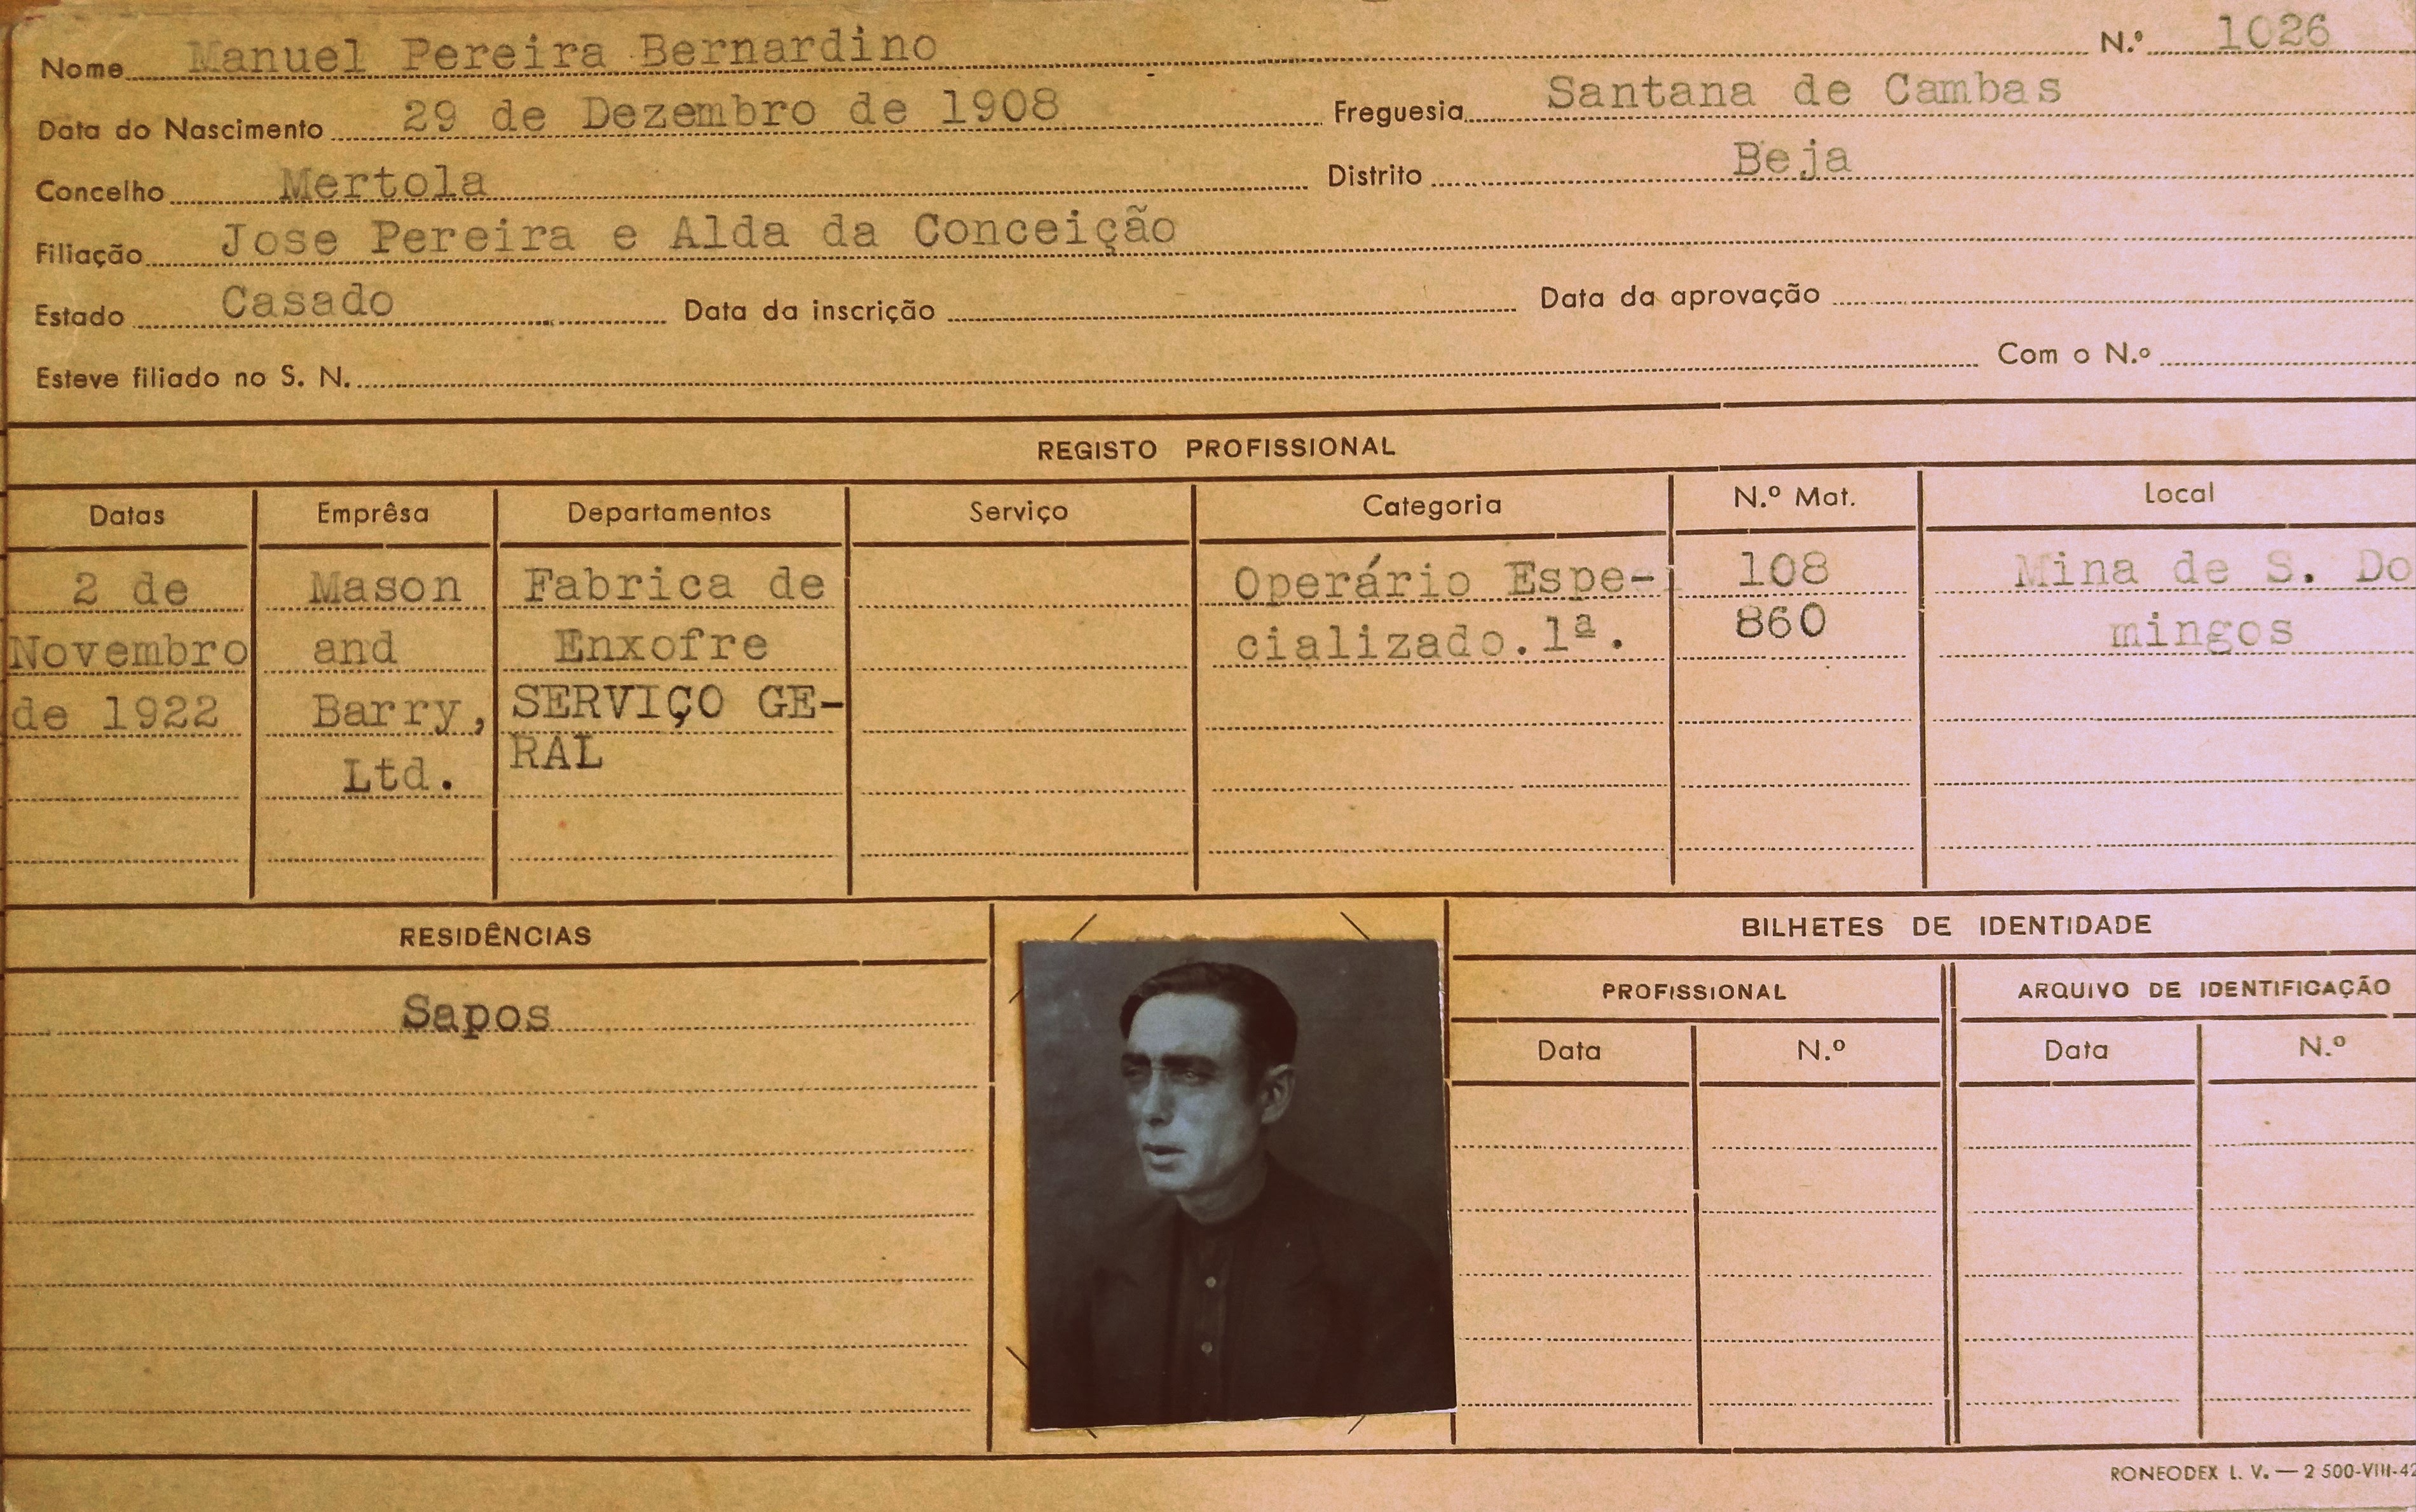 Nome Manuel Pereira Bernardino N.º 1026
Data do Nascimento 29 de Dezembro de 1908 Freguesia Santana de Cambas
Concelho Mertola Distrito Beja
Filiação Jose Pereira e Alda da Conceição
Estado Casado Data da inscrição Data da aprovação
Esteve filiado no S. N. Com o N.º
REGISTO PROFISSIONAL
Datas Emprêsa Departamentos Serviço Categoria N.º Mat. Local
2 de Mason Fabrica de Operário Espe- 108 Mina de S. Do
Novembro and Enxofre cializado.1ª. 860 mingos
de 1922 Barry, SERVIÇO GE-
Ltd. RAL
RESIDÊNCIAS BILHETES DE IDENTIDADE
PROFISSIONAL ARQUIVO DE IDENTIFICAÇÃO
Sapos
Data N.º Data N.º
RONEODEX L. V. — 2 500-VIII-42